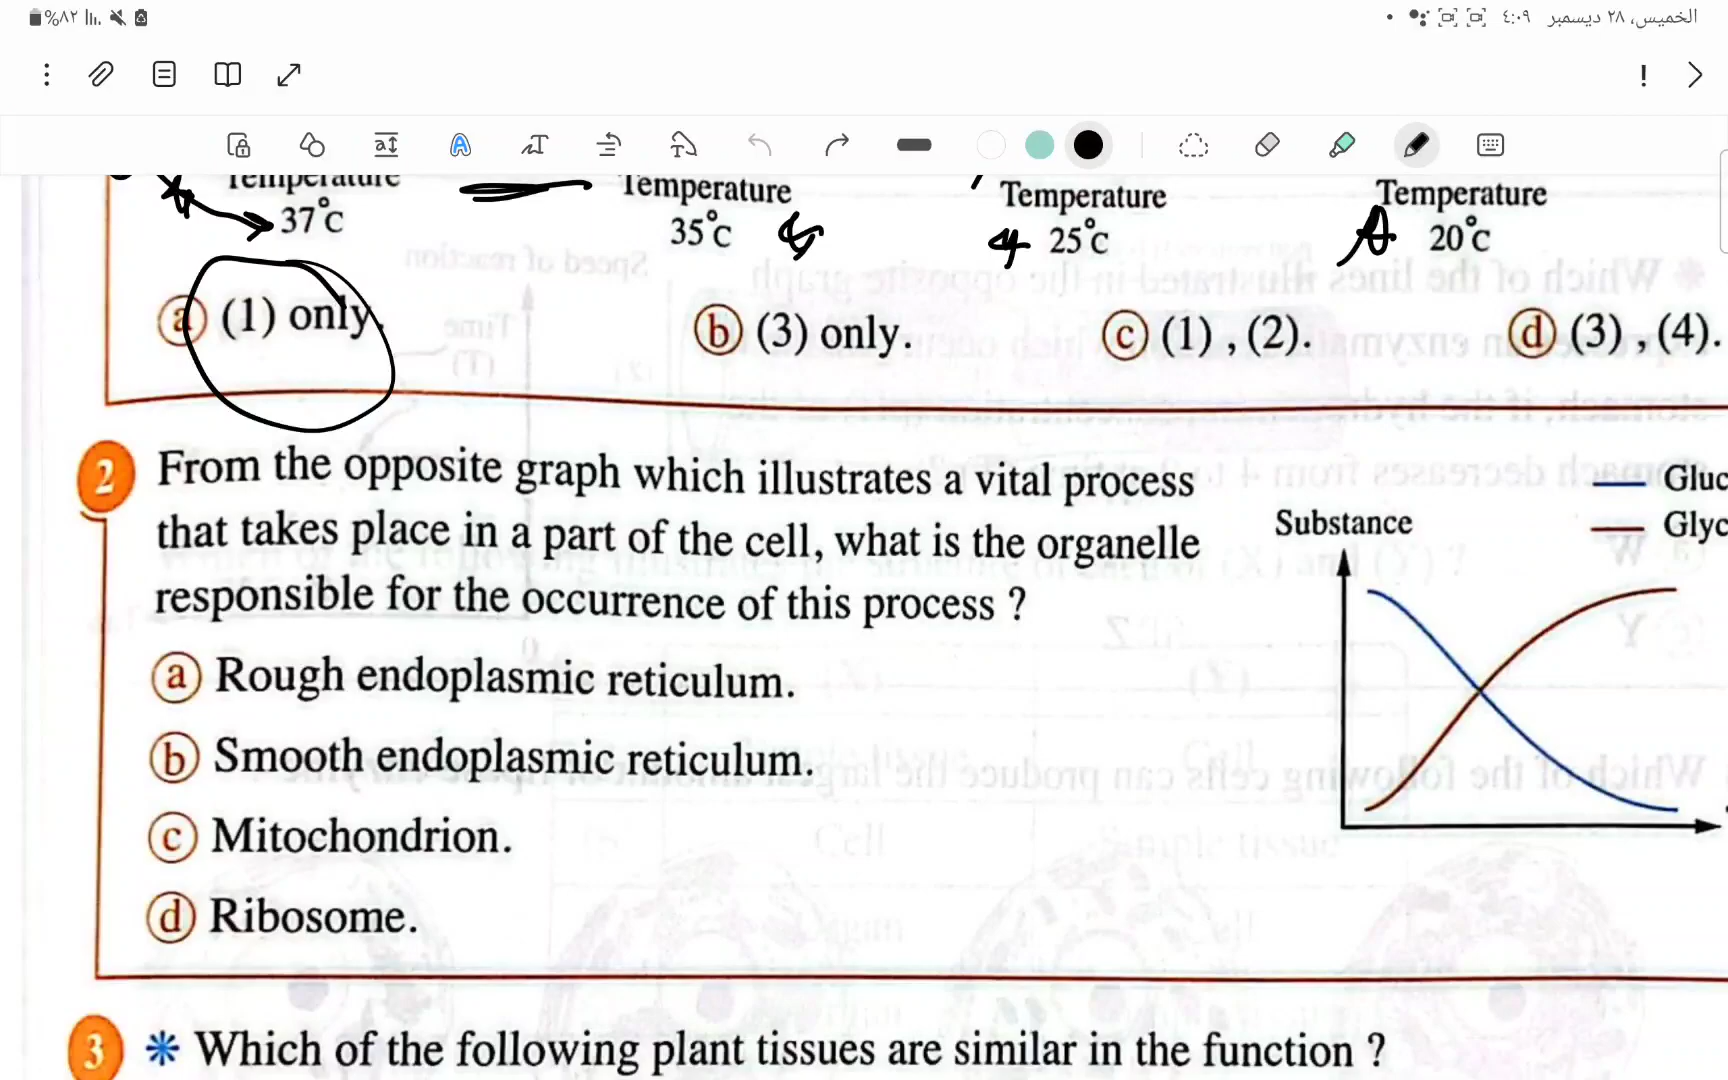 %٨٢
الخميس، ٢٨ ديسمبر ٤:٠٩
Temperature Temperature Temperature Temperature
37°c 35°c 25°c 20°c
a (1) only. b (3) only. c (1) , (2). d (3) , (4).
2 From the opposite graph which illustrates a vital process
that takes place in a part of the cell, what is the organelle
responsible for the occurrence of this process ?
a Rough endoplasmic reticulum.
b Smooth endoplasmic reticulum.
c Mitochondrion.
d Ribosome.
Gluc
Glyc
Substance
3 * Which of the following plant tissues are similar in the function ?